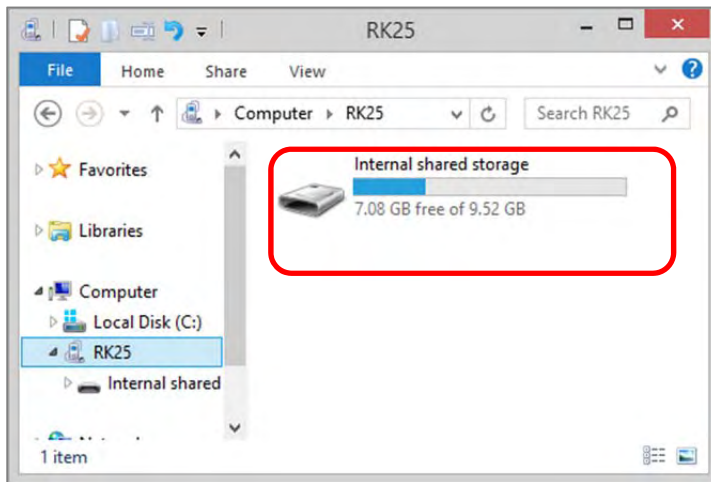 RK25
File Home Share View
Computer RK25 Search RK25
Favorites
Libraries
Computer
Local Disk (C:)
RK25
Internal shared
1 item
Internal shared storage
7.08 GB free of 9.52 GB